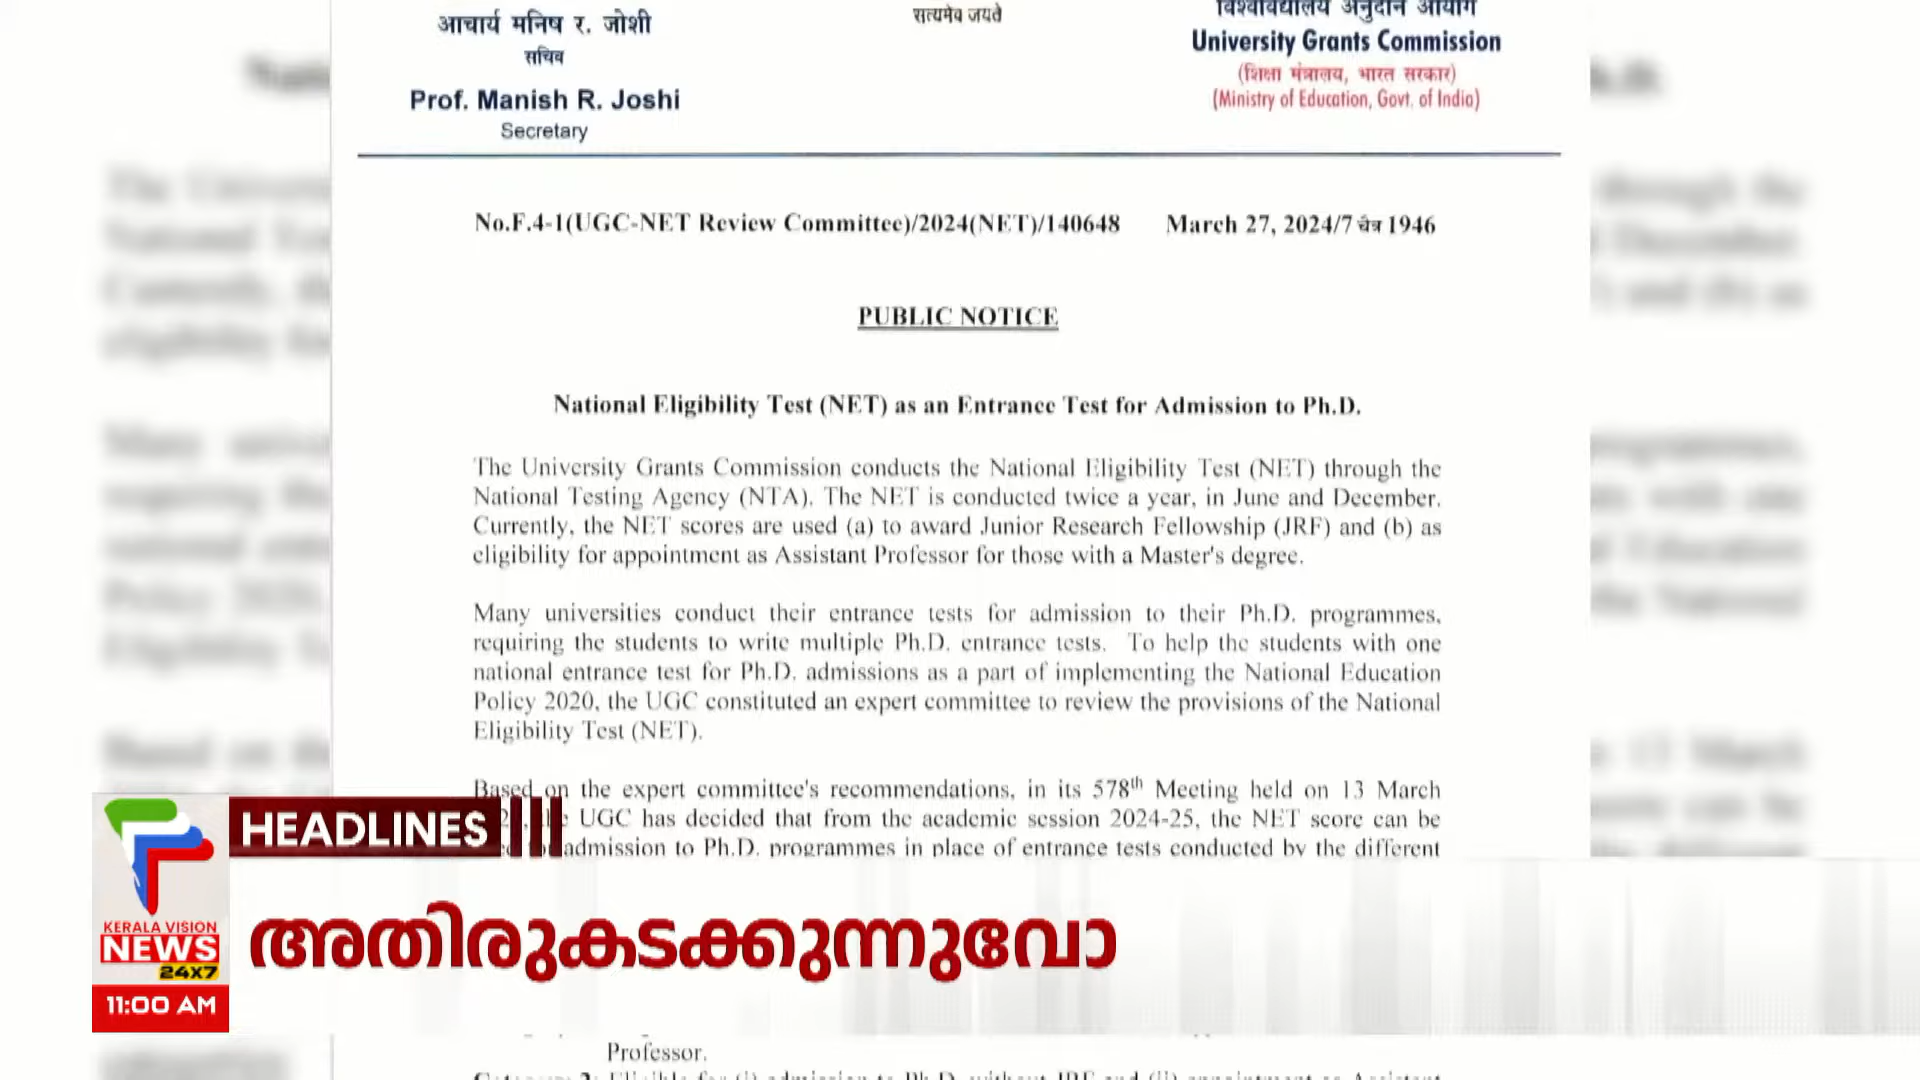 आचार्य मनिष र. जोशी
सचिव
Prof. Manish R. Joshi
Secretary
सत्यमेव जयते
विश्वविद्यालय अनुदान आयोग
University Grants Commission
(शिक्षा मंत्रालय, भारत सरकार)
(Ministry of Education, Govt. of India)
No.F.4-1(UGC-NET Review Committee)/2024(NET)/140648 March 27, 2024/7 चैत्र 1946
PUBLIC NOTICE
National Eligibility Test (NET) as an Entrance Test for Admission to Ph.D.
The University Grants Commission conducts the National Eligibility Test (NET) through the
National Testing Agency (NTA). The NET is conducted twice a year, in June and December.
Currently, the NET scores are used (a) to award Junior Research Fellowship (JRF) and (b) as
eligibility for appointment as Assistant Professor for those with a Master's degree.
Many universities conduct their entrance tests for admission to their Ph.D. programmes,
requiring the students to write multiple Ph.D. entrance tests. To help the students with one
national entrance test for Ph.D. admissions as a part of implementing the National Education
Policy 2020, the UGC constituted an expert committee to review the provisions of the National
Eligibility Test (NET).
Based on the expert committee's recommendations, in its 578th Meeting held on 13 March
UGC has decided that from the academic session 2024-25, the NET score can be
admission to Ph.D. programmes in place of entrance tests conducted by the different
HEADLINES
KERALA VISION
NEWS
24X7
11:00 AM
അതിരുകടക്കുന്നുവോ
Professor.